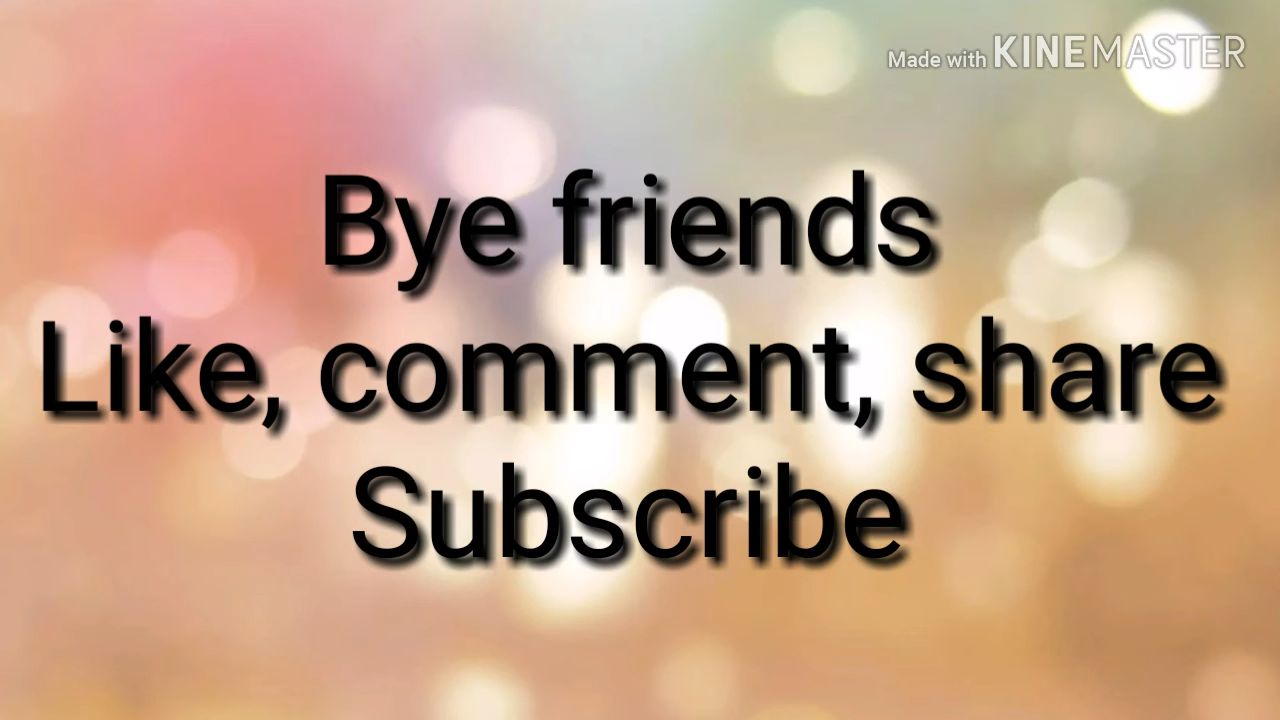 Made with KINEMASTER
Bye friends
Like, comment, share
Subscribe